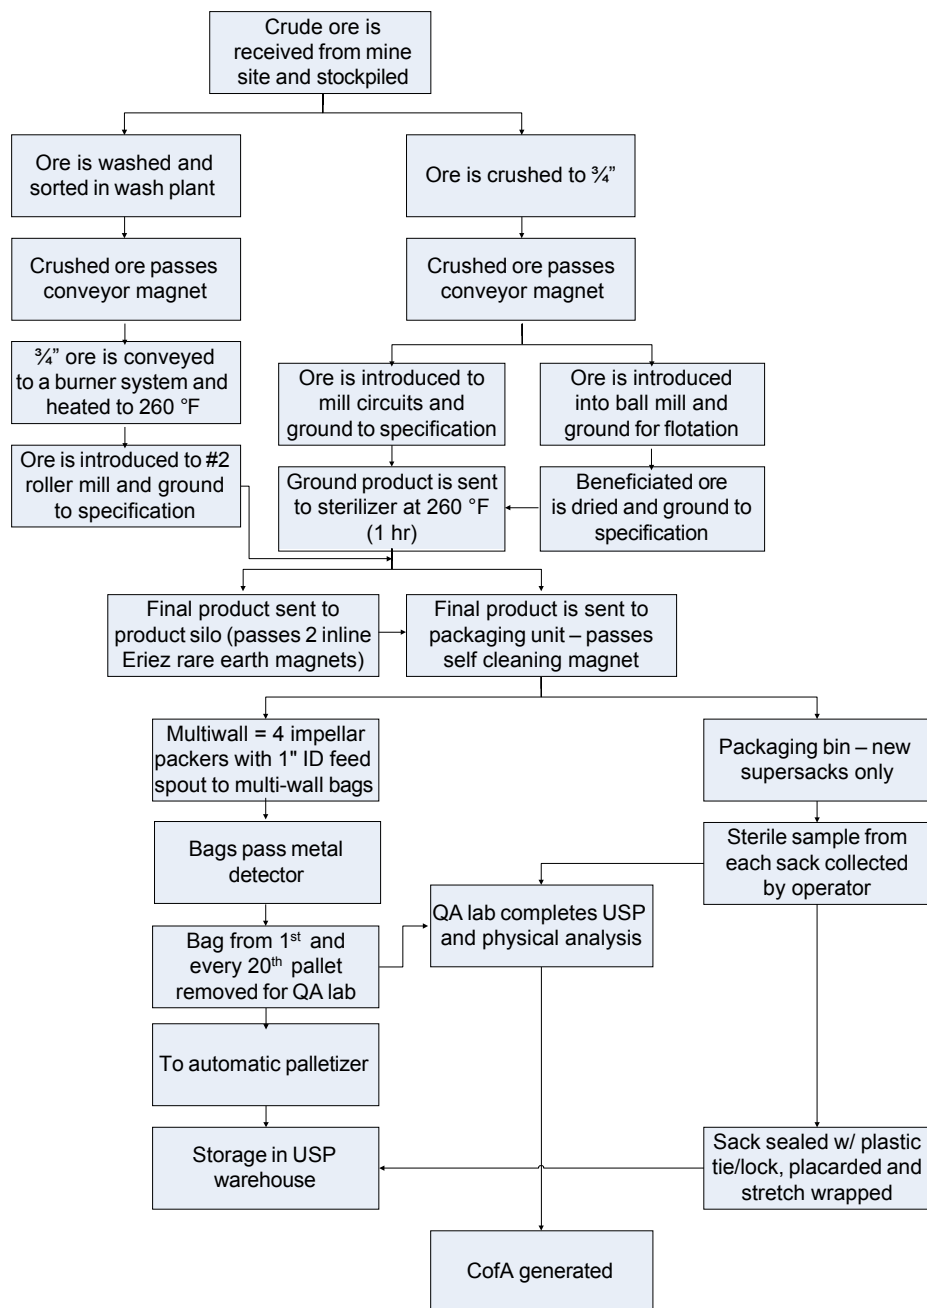 Crude ore is
received from mine
site and stockpiled
Ore is washed and
sorted in wash plant
Ore is crushed to ¾”
Crushed ore passes
conveyor magnet
Crushed ore passes
conveyor magnet
¾” ore is conveyed
to a burner system and
heated to 260 °F
Ore is introduced to
mill circuits and
ground to specification
Ore is introduced
into ball mill and
ground for flotation
Ore is introduced to #2
roller mill and ground
to specification
Ground product is sent
to sterilizer at 260 °F
(1 hr)
Beneficiated ore
is dried and ground to
specification
Final product sent to
product silo (passes 2 inline
Eriez rare earth magnets)
Final product is sent to
packaging unit – passes
self cleaning magnet
Multiwall = 4 impellar
packers with 1" ID feed
spout to multi-wall bags
Packaging bin – new
supersacks only
Bags pass metal
detector
Sterile sample from
each sack collected
by operator
QA lab completes USP
and physical analysis
Bag from 1st and
every 20th pallet
removed for QA lab
To automatic palletizer
Storage in USP
warehouse
Sack sealed w/ plastic
tie/lock, placarded and
stretch wrapped
CofA generated